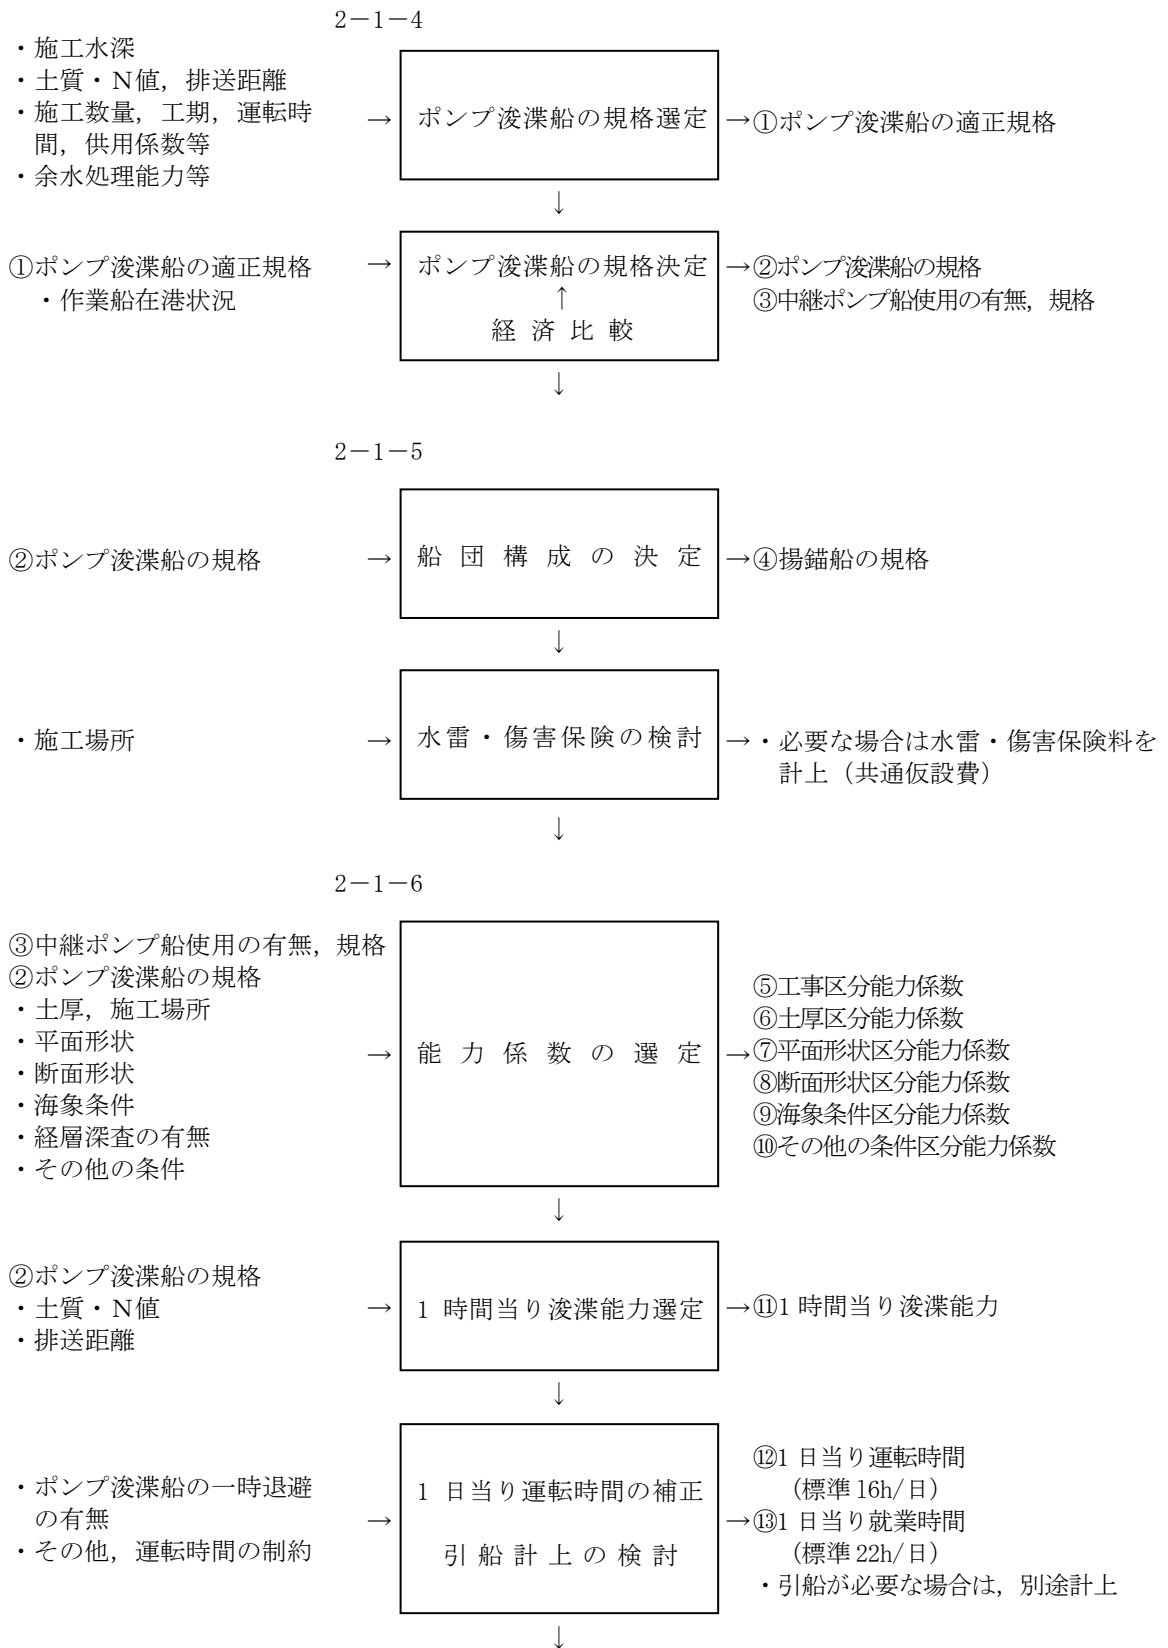 2－1－4
・施工水深
・土質・Ｎ値，排送距離
・施工数量，工期，運転時
間，供用係数等
・余水処理能力等
→
ポンプ浚渫船の規格選定
→①ポンプ浚渫船の適正規格
↓
①ポンプ浚渫船の適正規格
・作業船在港状況
→
ポンプ浚渫船の規格決定
↑
経済比較
→②ポンプ浚渫船の規格
③中継ポンプ船使用の有無，規格
↓
2－1－5
②ポンプ浚渫船の規格
→
船団構成の決定
→④揚錨船の規格
↓
・施工場所
→
水雷・傷害保険の検討
→・必要な場合は水雷・傷害保険料を
計上（共通仮設費）
↓
2－1－6
③中継ポンプ船使用の有無，規格
②ポンプ浚渫船の規格
・土厚，施工場所
・平面形状
・断面形状
・海象条件
・経層深査の有無
・その他の条件
→
能力係数の選定
⑤工事区分能力係数
⑥土厚区分能力係数
→⑦平面形状区分能力係数
⑧断面形状区分能力係数
⑨海象条件区分能力係数
⑩その他の条件区分能力係数
↓
②ポンプ浚渫船の規格
・土質・Ｎ値
・排送距離
→
1 時間当り浚渫能力選定
→⑪1 時間当り浚渫能力
↓
・ポンプ浚渫船の一時退避
の有無
・その他，運転時間の制約
→
1 日当り運転時間の補正
引船計上の検討
⑫1 日当り運転時間
（標準 16h/日）
→⑬1 日当り就業時間
（標準 22h/日）
・引船が必要な場合は，別途計上
↓